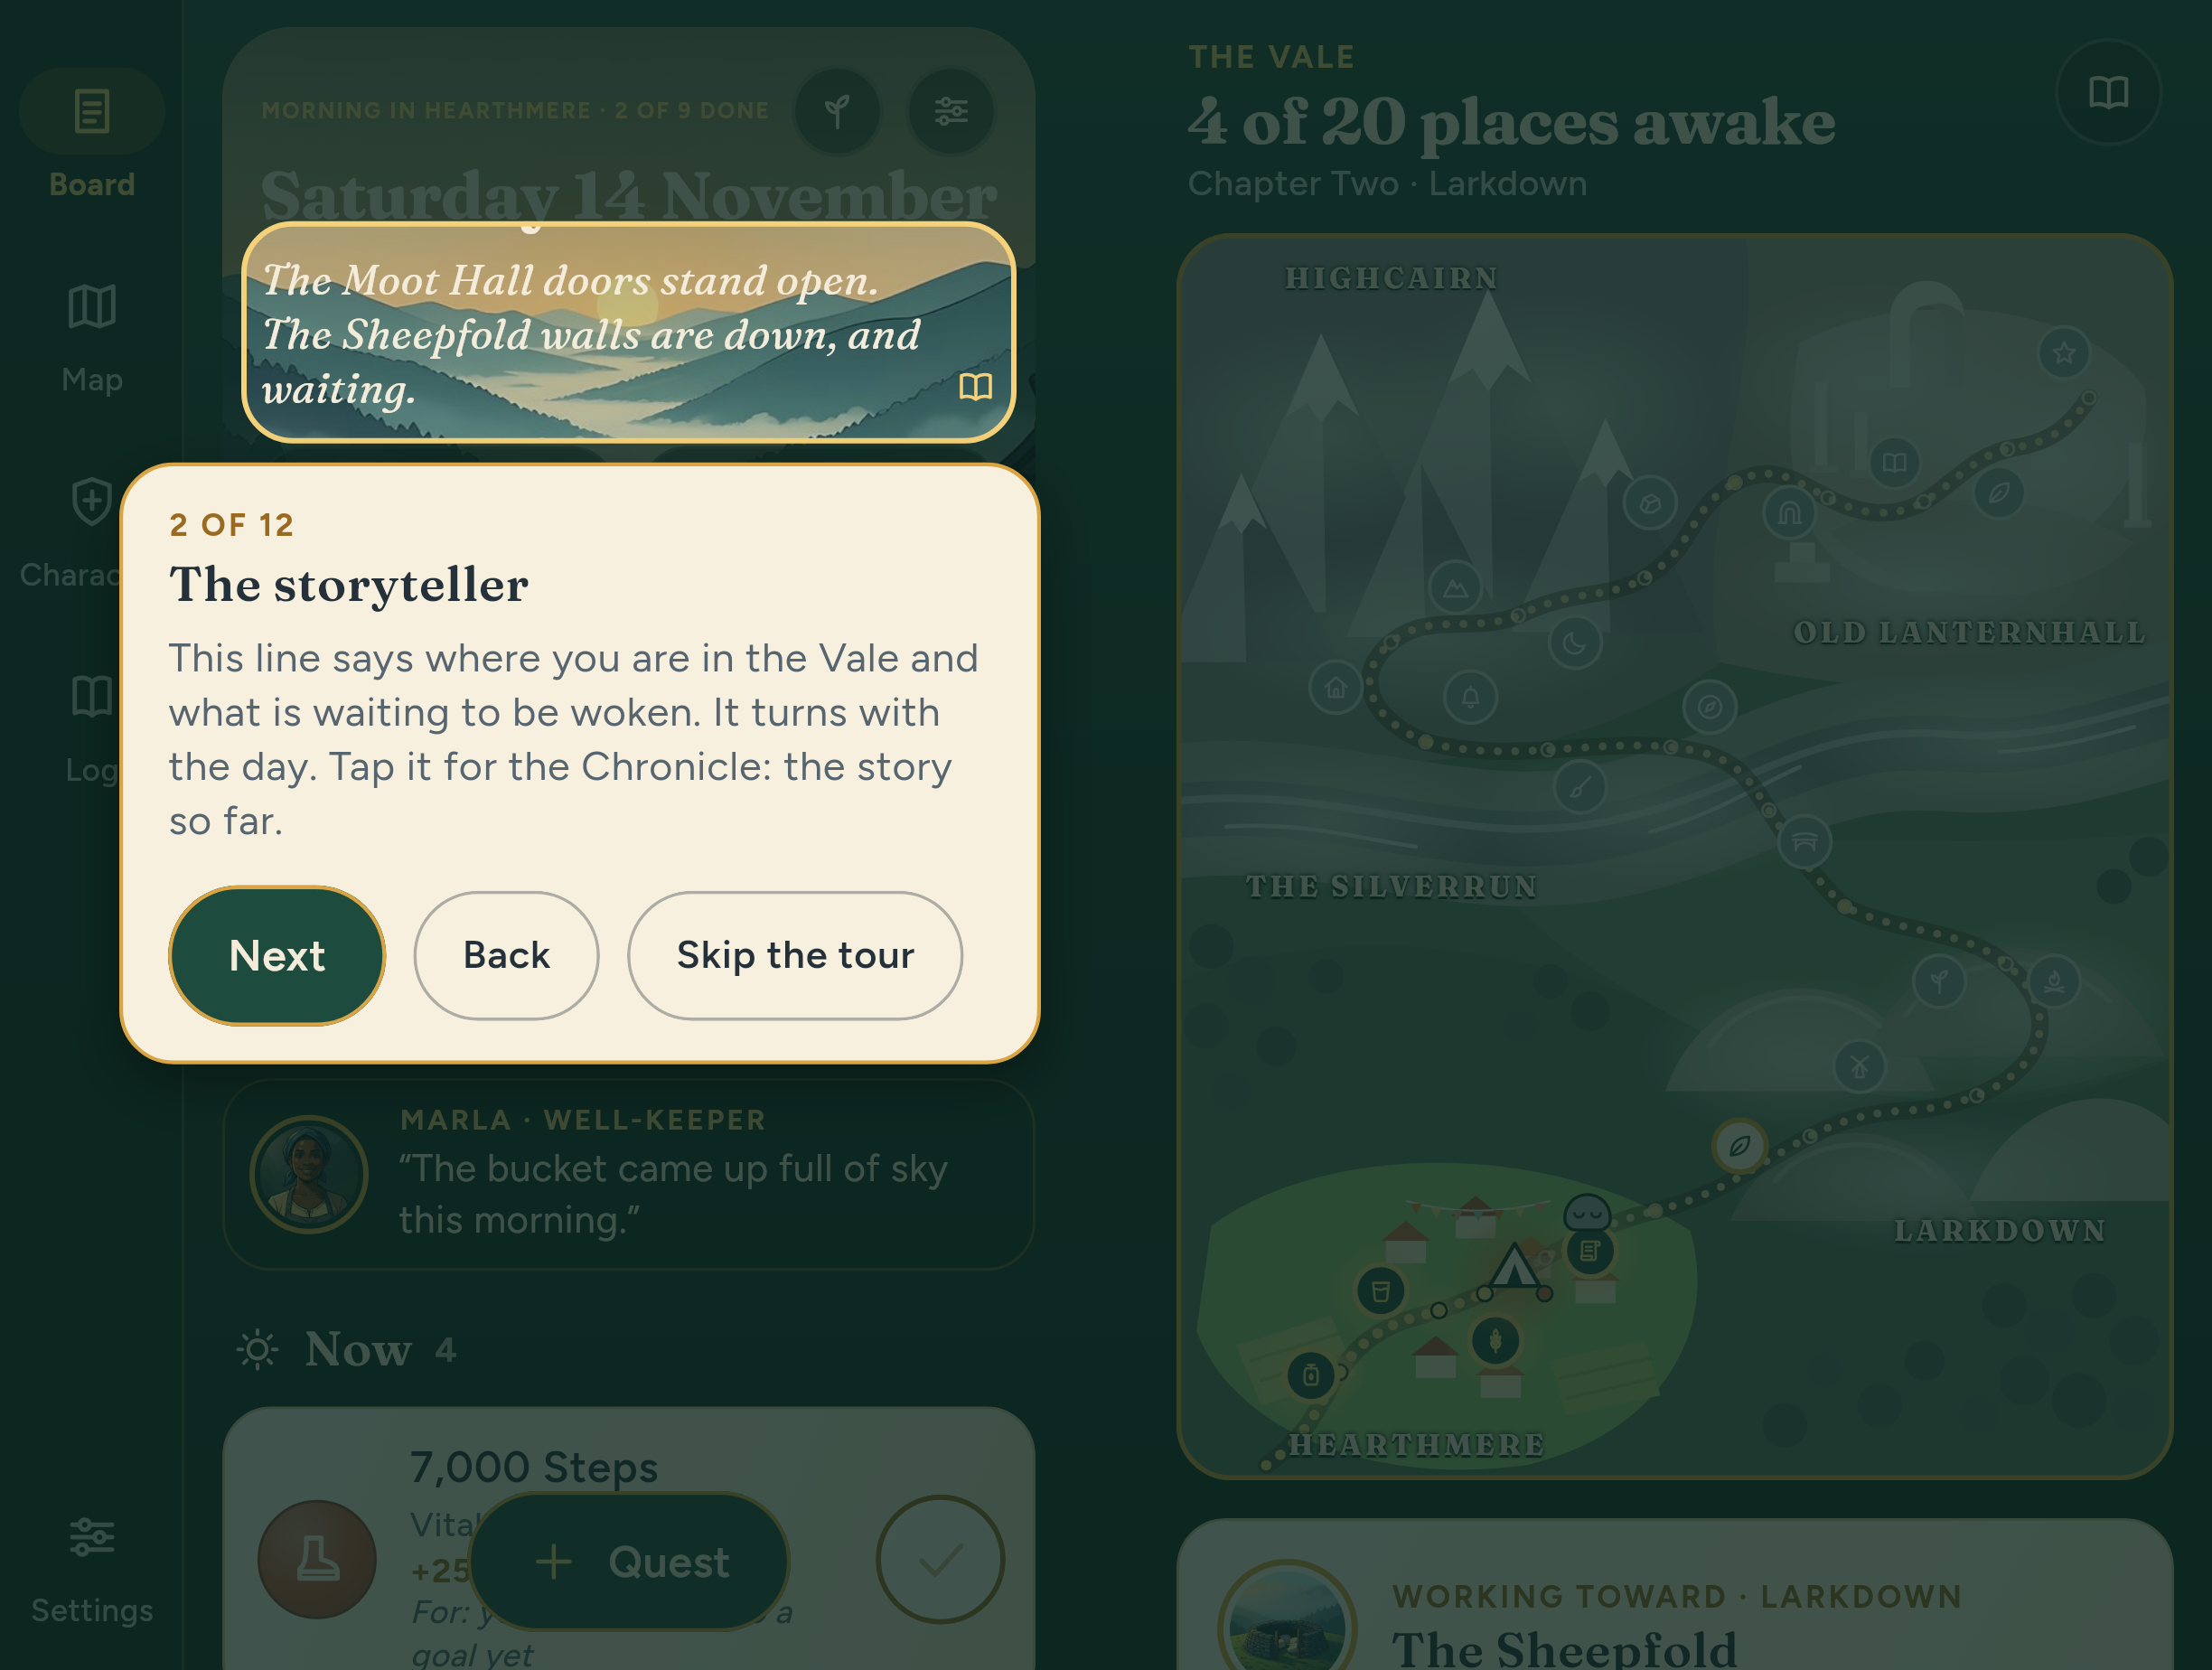 Board
Map
Charac
Log
Settings
MORNING IN HEARTHMERE · 2 OF 9 DONE
Saturday 14 November
The Moot Hall doors stand open.
The Sheepfold walls are down, and
waiting.
2 OF 12
The storyteller
This line says where you are in the Vale and
what is waiting to be woken. It turns with
the day. Tap it for the Chronicle: the story
so far.
Next
Back
Skip the tour
MARLA · WELL-KEEPER
“The bucket came up full of sky
this morning.”
Now 4
7,000 Steps
Vita
+25
For: y
a
goal yet
Quest
THE VALE
4 of 20 places awake
Chapter Two · Larkdown
HIGHCAIRN
OLD LANTERNHALL
THE SILVERRUN
LARKDOWN
HEARTHMERE
WORKING TOWARD · LARKDOWN
The Sheepfold